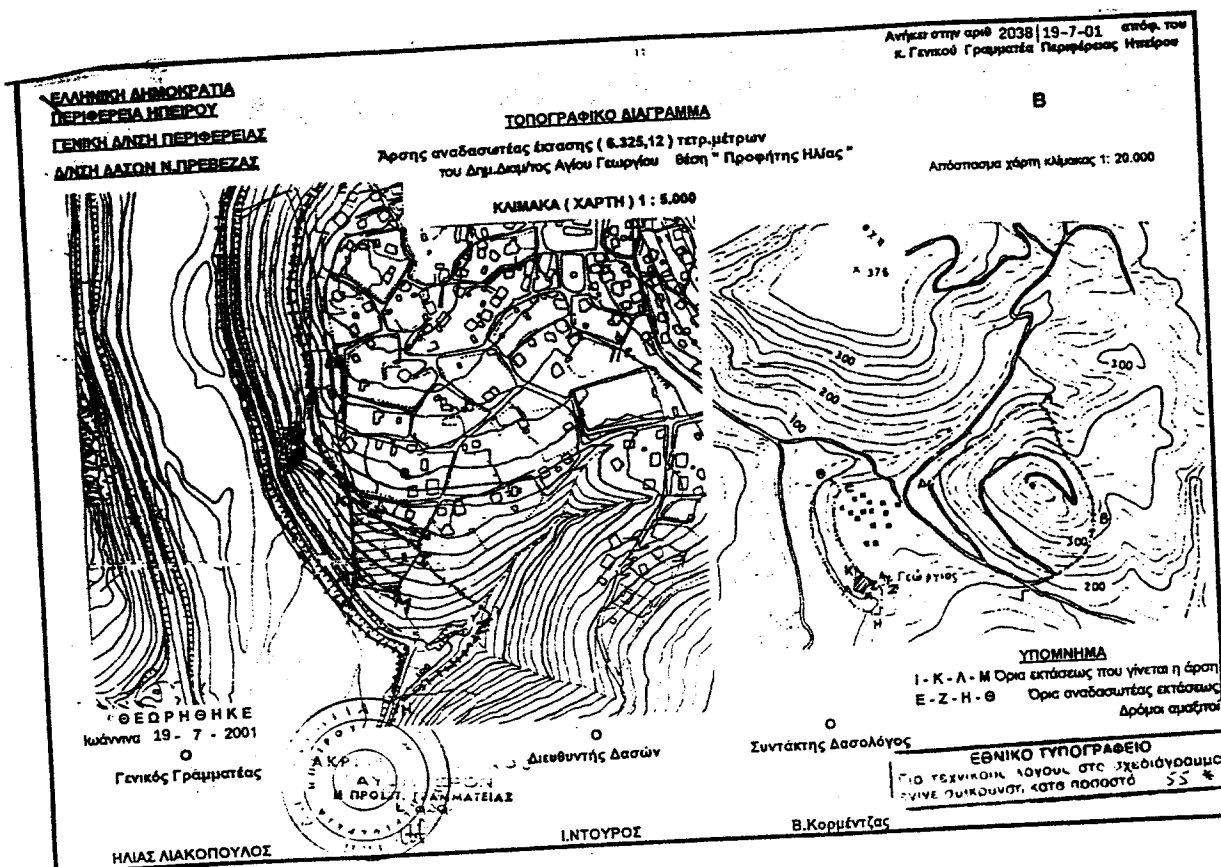 Ανήκει στην αριθ 2038 | 19-7-01 απόφ. του
κ. Γενικού Γραμματέα Περιφέρειας Ηπείρου
ΕΛΛΗΝΙΚΗ ΔΗΜΟΚΡΑΤΙΑ
ΠΕΡΙΦΕΡΕΙΑ ΗΠΕΙΡΟΥ
ΓΕΝΙΚΗ Δ/ΝΣΗ ΠΕΡΙΦΕΡΕΙΑΣ
Δ/ΝΣΗ ΔΑΣΩΝ Ν.ΠΡΕΒΕΖΑΣ
ΤΟΠΟΓΡΑΦΙΚΟ ΔΙΑΓΡΑΜΜΑ
Άρσης αναδασωτέας έκτασης ( 6.325,12 ) τετρ.μέτρων
του Δημ.Διαμ/τος Αγίου Γεωργίου θέση " Προφήτης Ηλίας "
ΚΛΙΜΑΚΑ ( ΧΑΡΤΗ ) 1 : 5.000
Β
Απόσπασμα χάρτη κλίμακας 1: 20.000
x 376
300
200
100
300
Θ
Β
300
200
Αγ. Γεώργιος
Κ
Ζ
Η
Γ
ΥΠΟΜΝΗΜΑ
Ι - Κ - Λ - Μ Όρια εκτάσεως που γίνεται η άρση
Ε - Ζ - Η - Θ Όρια αναδασωτέας εκτάσεως
Δρόμοι αμαξιτοί
ΘΕΩΡΗΘΗΚΕ
Ιωάννινα 19 - 7 - 2001
Ο
Γενικός Γραμματέας
Ο
Διευθυντής Δασών
Ο
Συντάκτης Δασολόγος
ΓΡΑΜΜΑΤΕΙΑΣ
ΕΘΝΙΚΟ ΤΥΠΟΓΡΑΦΕΙΟ
Για τεχνικούς λόγους στο σχεδιάγραμμα
έγινε σμίκρυνση κατά ποσοστό 55 *
ΗΛΙΑΣ ΛΙΑΚΟΠΟΥΛΟΣ
Ι.ΝΤΟΥΡΟΣ
Β.Κορμέντζας